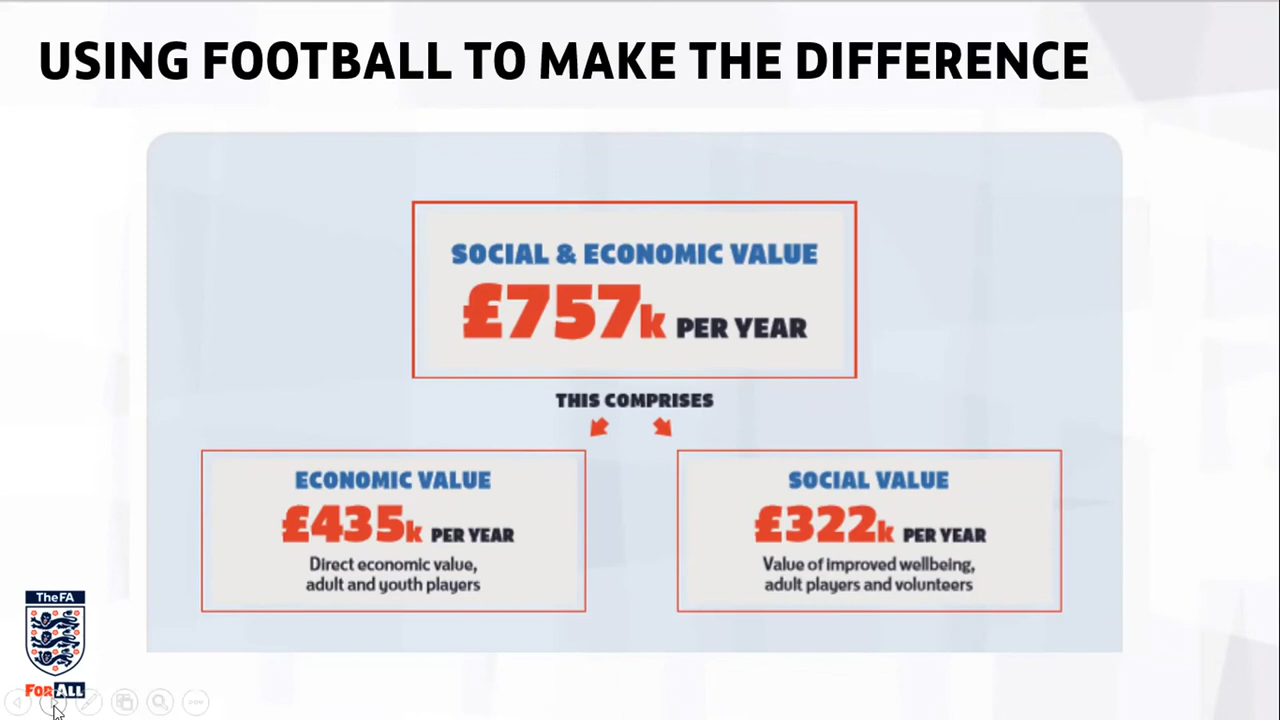 USING FOOTBALL TO MAKE THE DIFFERENCE
SOCIAL & ECONOMIC VALUE
£757k PER YEAR
THIS COMPRISES
ECONOMIC VALUE
£435k PER YEAR
Direct economic value,
adult and youth players
SOCIAL VALUE
£322k PER YEAR
Value of improved wellbeing,
adult players and volunteers
The FA
FOR ALL